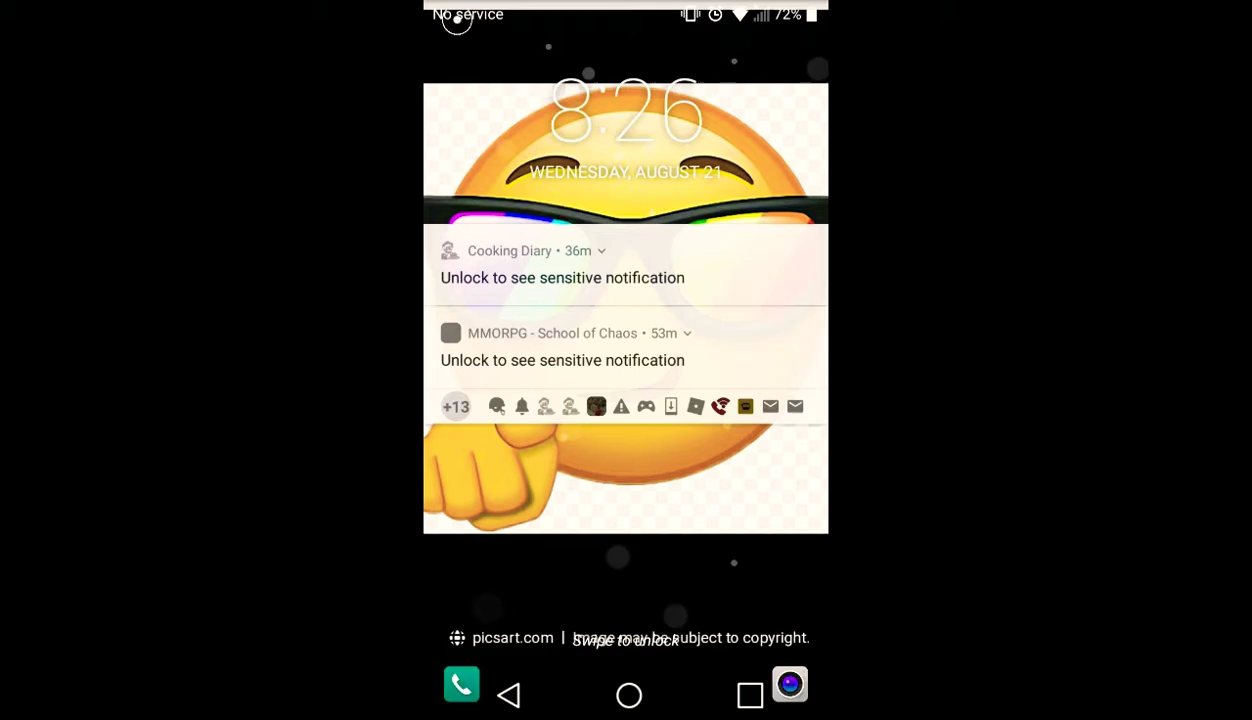 No service 72%
8:26
WEDNESDAY, AUGUST 21
Cooking Diary • 36m
Unlock to see sensitive notification
MMORPG - School of Chaos • 53m
Unlock to see sensitive notification
+13
picsart.com | Image may be subject to copyright.
Swipe to unlock